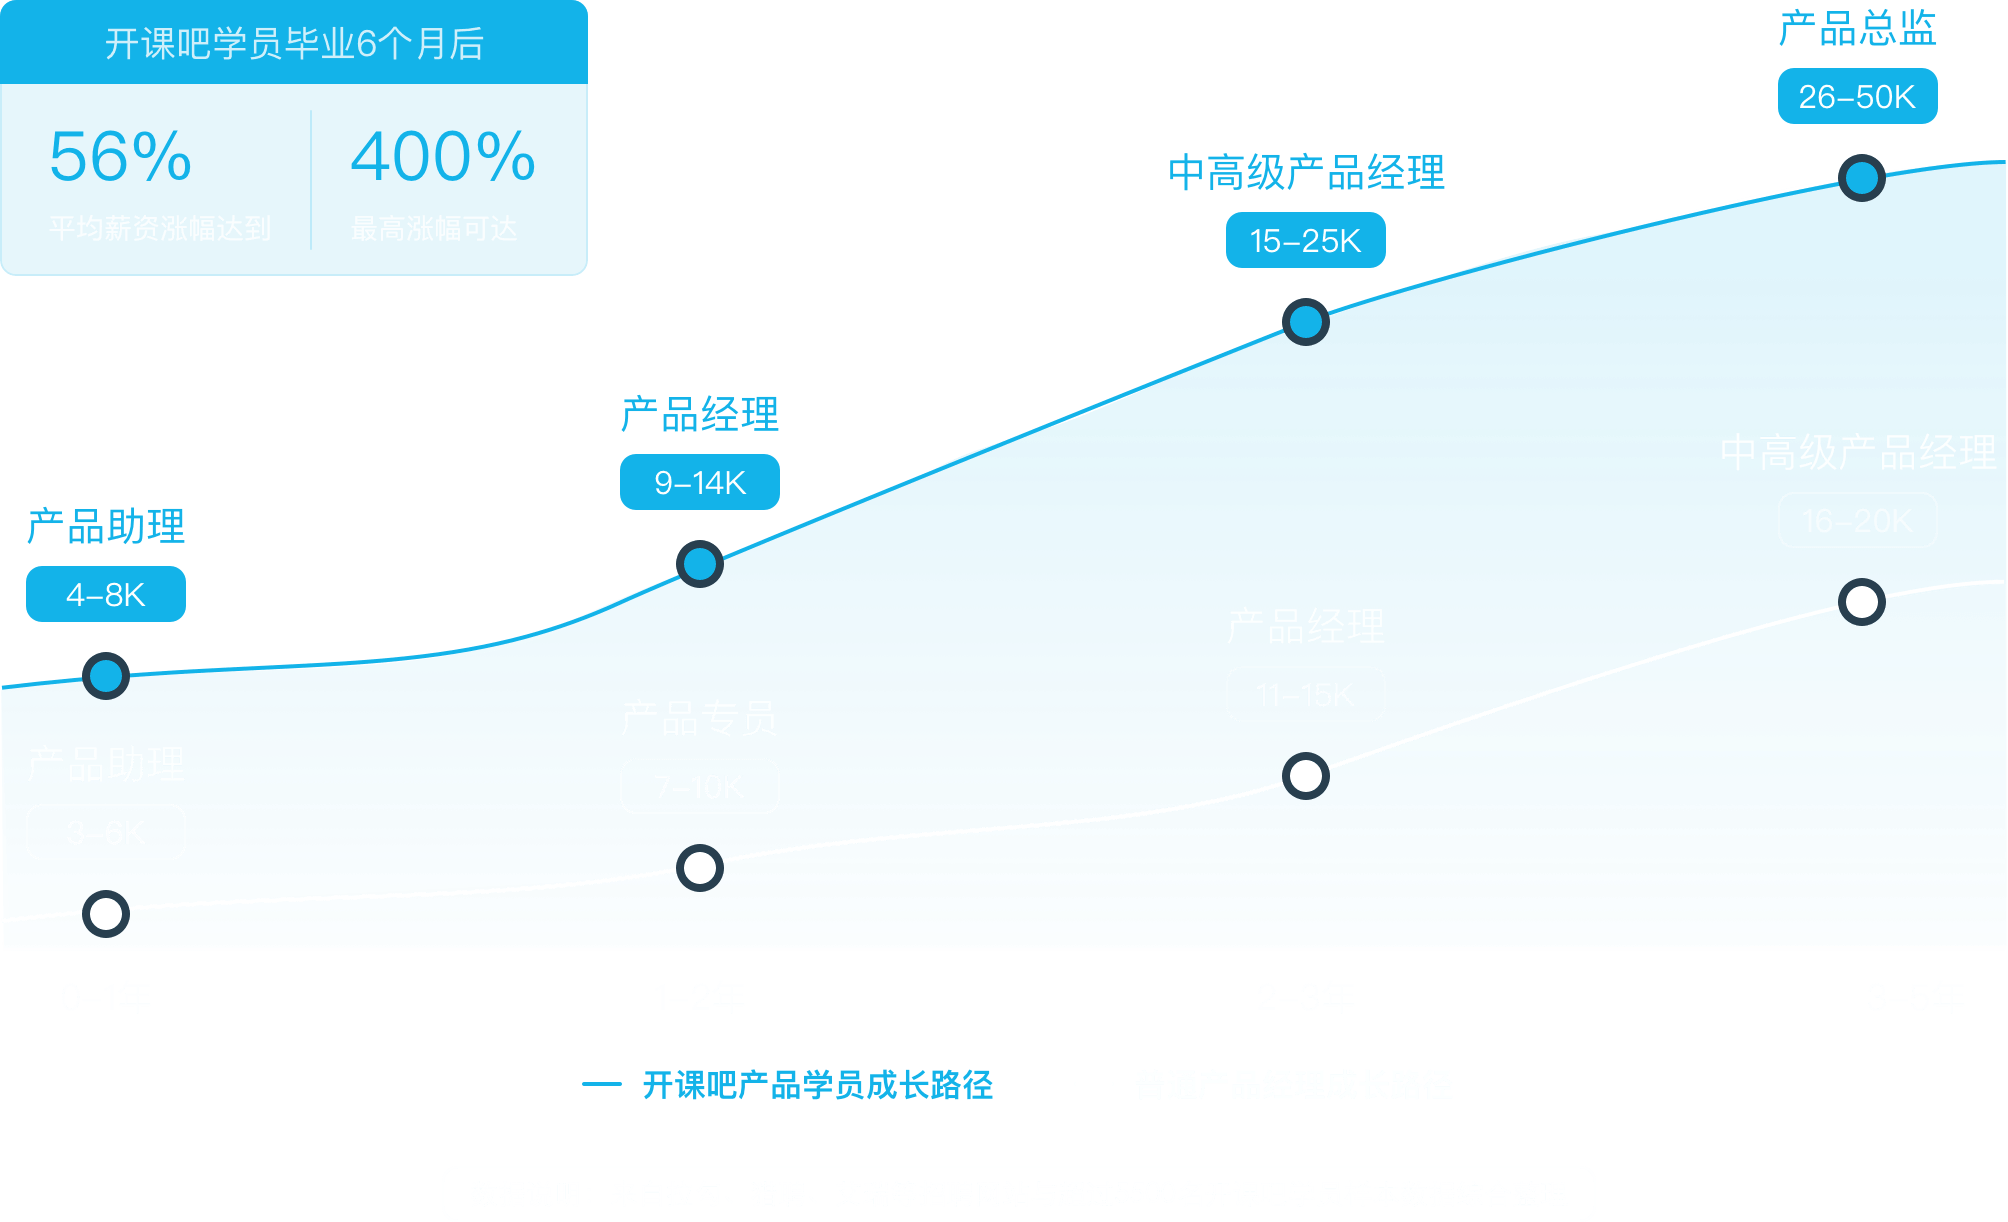 开课吧学员毕业6个月后
56%
400%
平均薪资涨幅达到
最高涨幅可达
产品总监
26–50K
中高级产品经理
15–25K
产品经理
9–14K
产品助理
4–8K
中高级产品经理
16–20K
产品经理
11–15K
产品专员
7–10K
产品助理
3–6K
开课吧产品学员成长路径